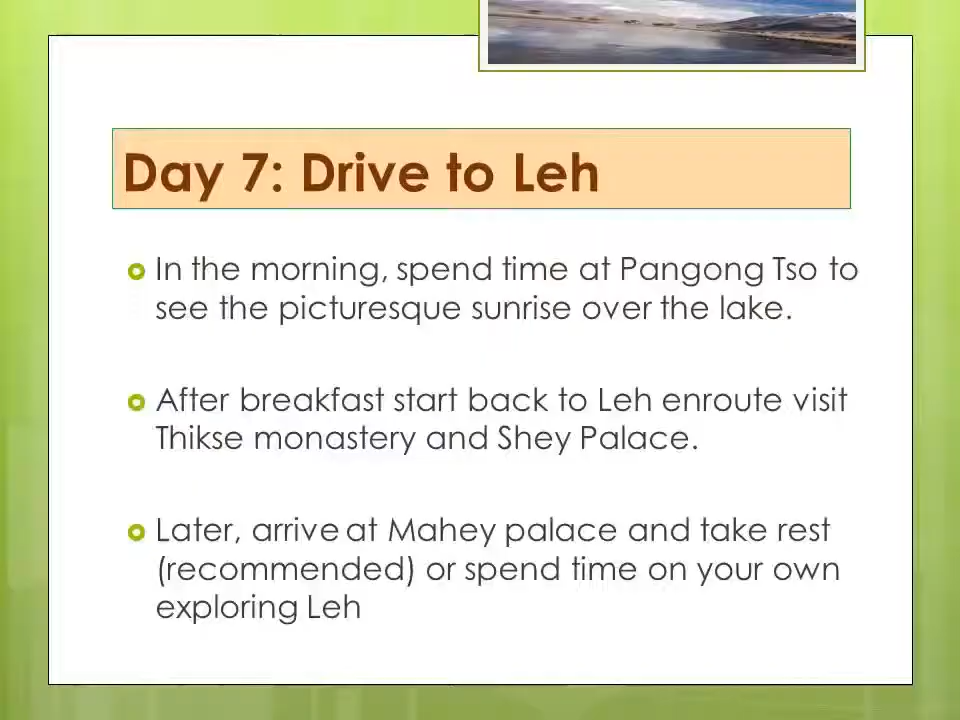 Day 7: Drive to Leh
In the morning, spend time at Pangong Tso to
see the picturesque sunrise over the lake.
After breakfast start back to Leh enroute visit
Thikse monastery and Shey Palace.
Later, arrive at Mahey palace and take rest
(recommended) or spend time on your own
exploring Leh